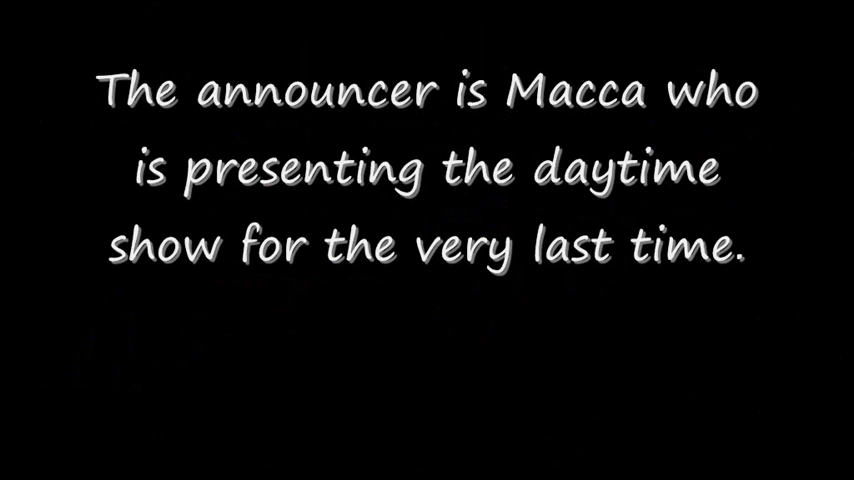 The announcer is Macca who
is presenting the daytime
show for the very last time.